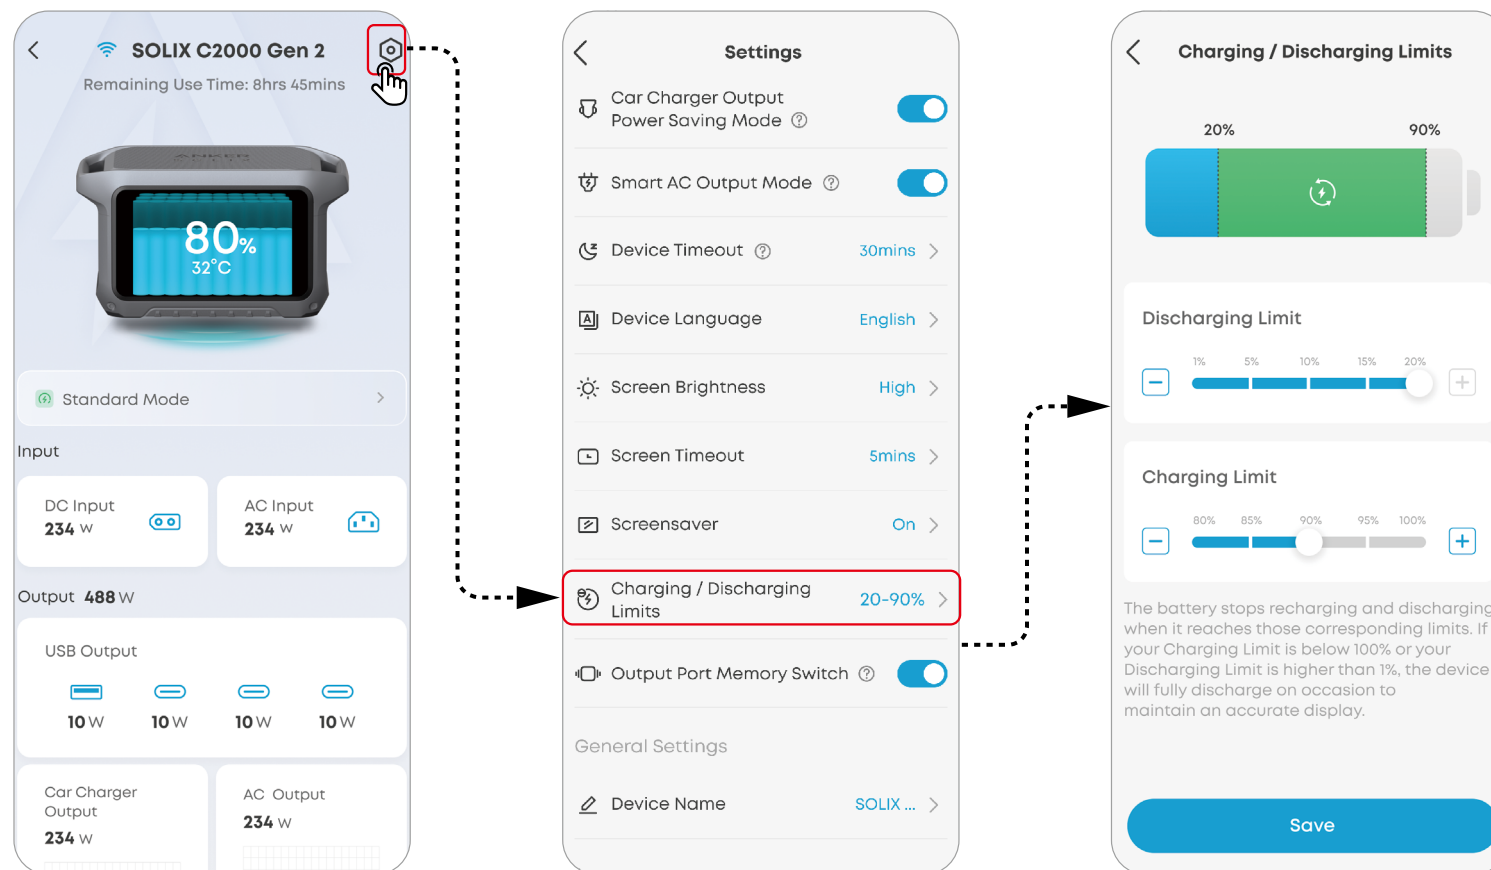 SOLIX C2000 Gen 2
Remaining Use Time: 8hrs 45mins
ANKER
80%
32°C
Standard Mode
Input
DC Input
234 W
AC Input
234 W
Output 488 W
USB Output
10 W
10 W
10 W
10 W
Car Charger
Output
234 W
AC Output
234 W
Settings
Car Charger Output
Power Saving Mode ?
Smart AC Output Mode ?
Device Timeout ? 30mins
Device Language English
Screen Brightness High
Screen Timeout 5mins
Screensaver On
Charging / Discharging
Limits 20-90%
Output Port Memory Switch ?
General Settings
Device Name SOLIX ...
Charging / Discharging Limits
20% 90%
Discharging Limit
1% 5% 10% 15% 20%
Charging Limit
80% 85% 90% 95% 100%
The battery stops recharging and discharging
when it reaches those corresponding limits. If
your Charging Limit is below 100% or your
Discharging Limit is higher than 1%, the device
will fully discharge on occasion to
maintain an accurate display.
Save